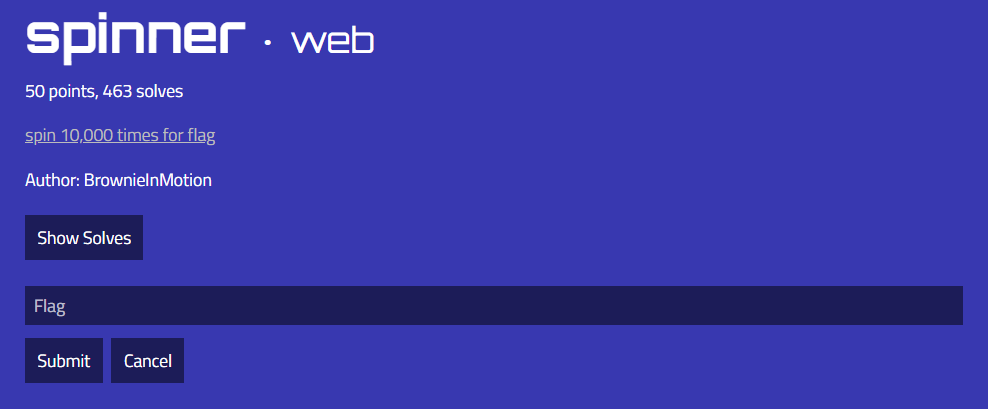 spinner · web
50 points, 463 solves
spin 10,000 times for flag
Author: BrownieInMotion
Show Solves
Flag
Submit Cancel